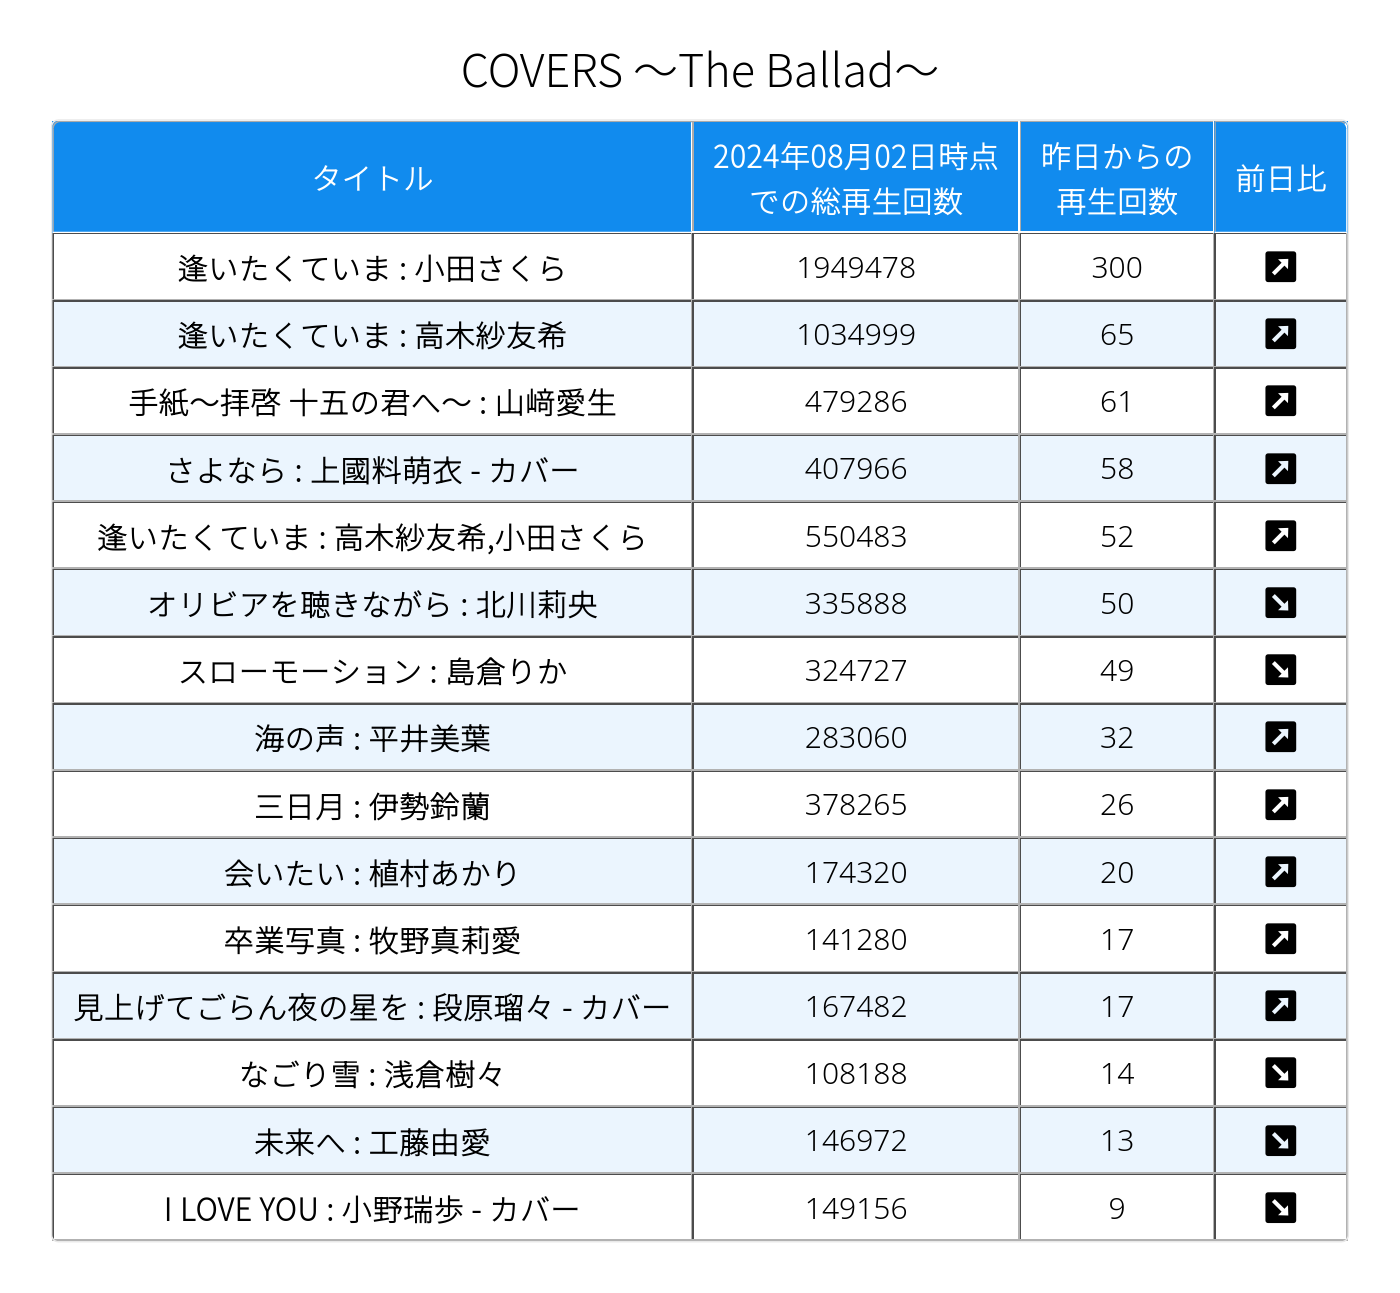 COVERS ～The Ballad～
タイトル 2024年08月02日時点での総再生回数 昨日からの再生回数 前日比
逢いたくていま : 小田さくら 1949478 300 ↗
逢いたくていま : 高木紗友希 1034999 65 ↗
手紙～拝啓 十五の君へ～ : 山﨑愛生 479286 61 ↗
さよなら : 上國料萌衣 - カバー 407966 58 ↗
逢いたくていま : 高木紗友希,小田さくら 550483 52 ↗
オリビアを聴きながら : 北川莉央 335888 50 ↘
スローモーション : 島倉りか 324727 49 ↘
海の声 : 平井美葉 283060 32 ↗
三日月 : 伊勢鈴蘭 378265 26 ↗
会いたい : 植村あかり 174320 20 ↗
卒業写真 : 牧野真莉愛 141280 17 ↗
見上げてごらん夜の星を : 段原瑠々 - カバー 167482 17 ↗
なごり雪 : 浅倉樹々 108188 14 ↘
未来へ : 工藤由愛 146972 13 ↘
I LOVE YOU : 小野瑞歩 - カバー 149156 9 ↘